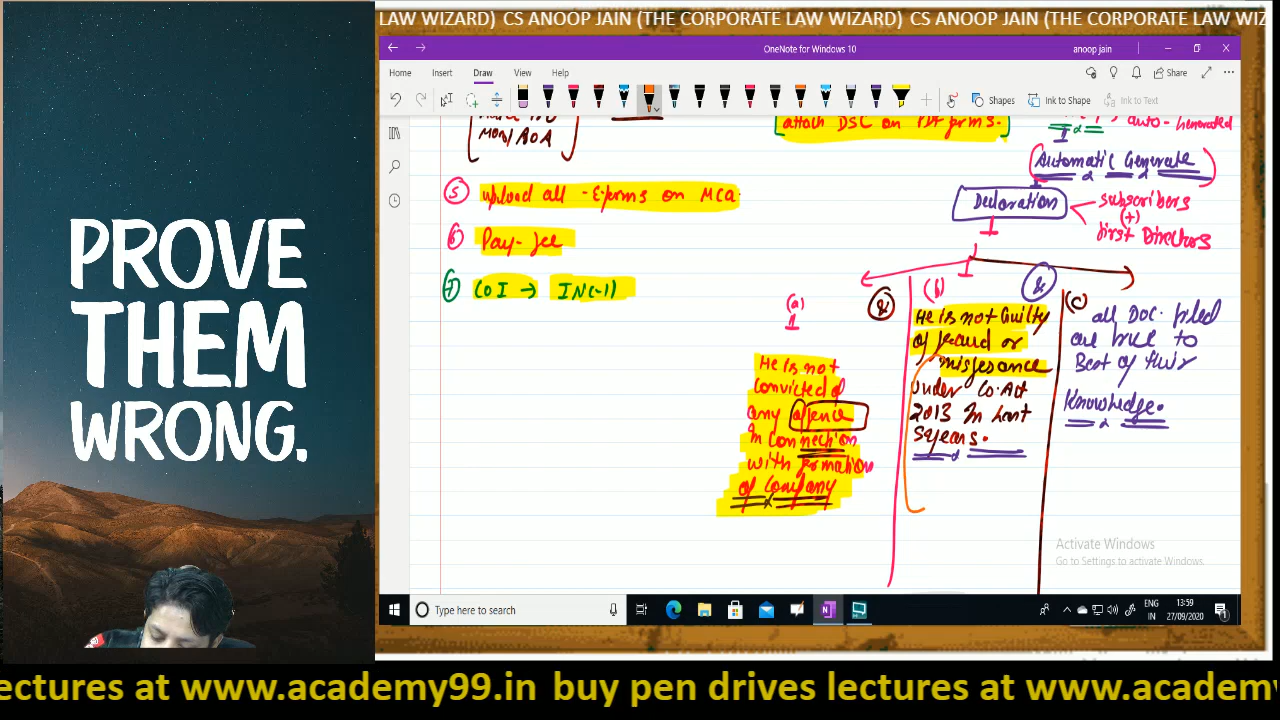 LAW WIZARD) CS ANOOP JAIN (THE CORPORATE LAW WIZARD) CS ANOOP JAIN (THE CORPORATE LAW WIZ
OneNote for Windows 10
anoop jain
Home Insert Draw View Help
Share
Shapes
Ink to Shape
Ink to Text
MOA/AOA
attach DSC on PDF forms.
auto-Generated
(Automatic Generate)
Declaration
subscribers
(+)
first Directors
⑤ upload all -Eforms on MCA.
⑥ Pay-fee
⑦ COI → INC-11
(a)
He is not
convicted of
any offence
in connection
with formation
of Company
&
(b)
He is not Guilty
of fraud or
misfesance
under Co. Act
2013 in last
5years.
&
(c)
all DOC. filed
are true to
Best of their
Knowledge.
PROVE
THEM
WRONG.
Activate Windows
Go to Settings to activate Windows.
Type here to search
ENG
IN
13:59
27/09/2020
ectures at www.academy99.in buy pen drives lectures at www.academy